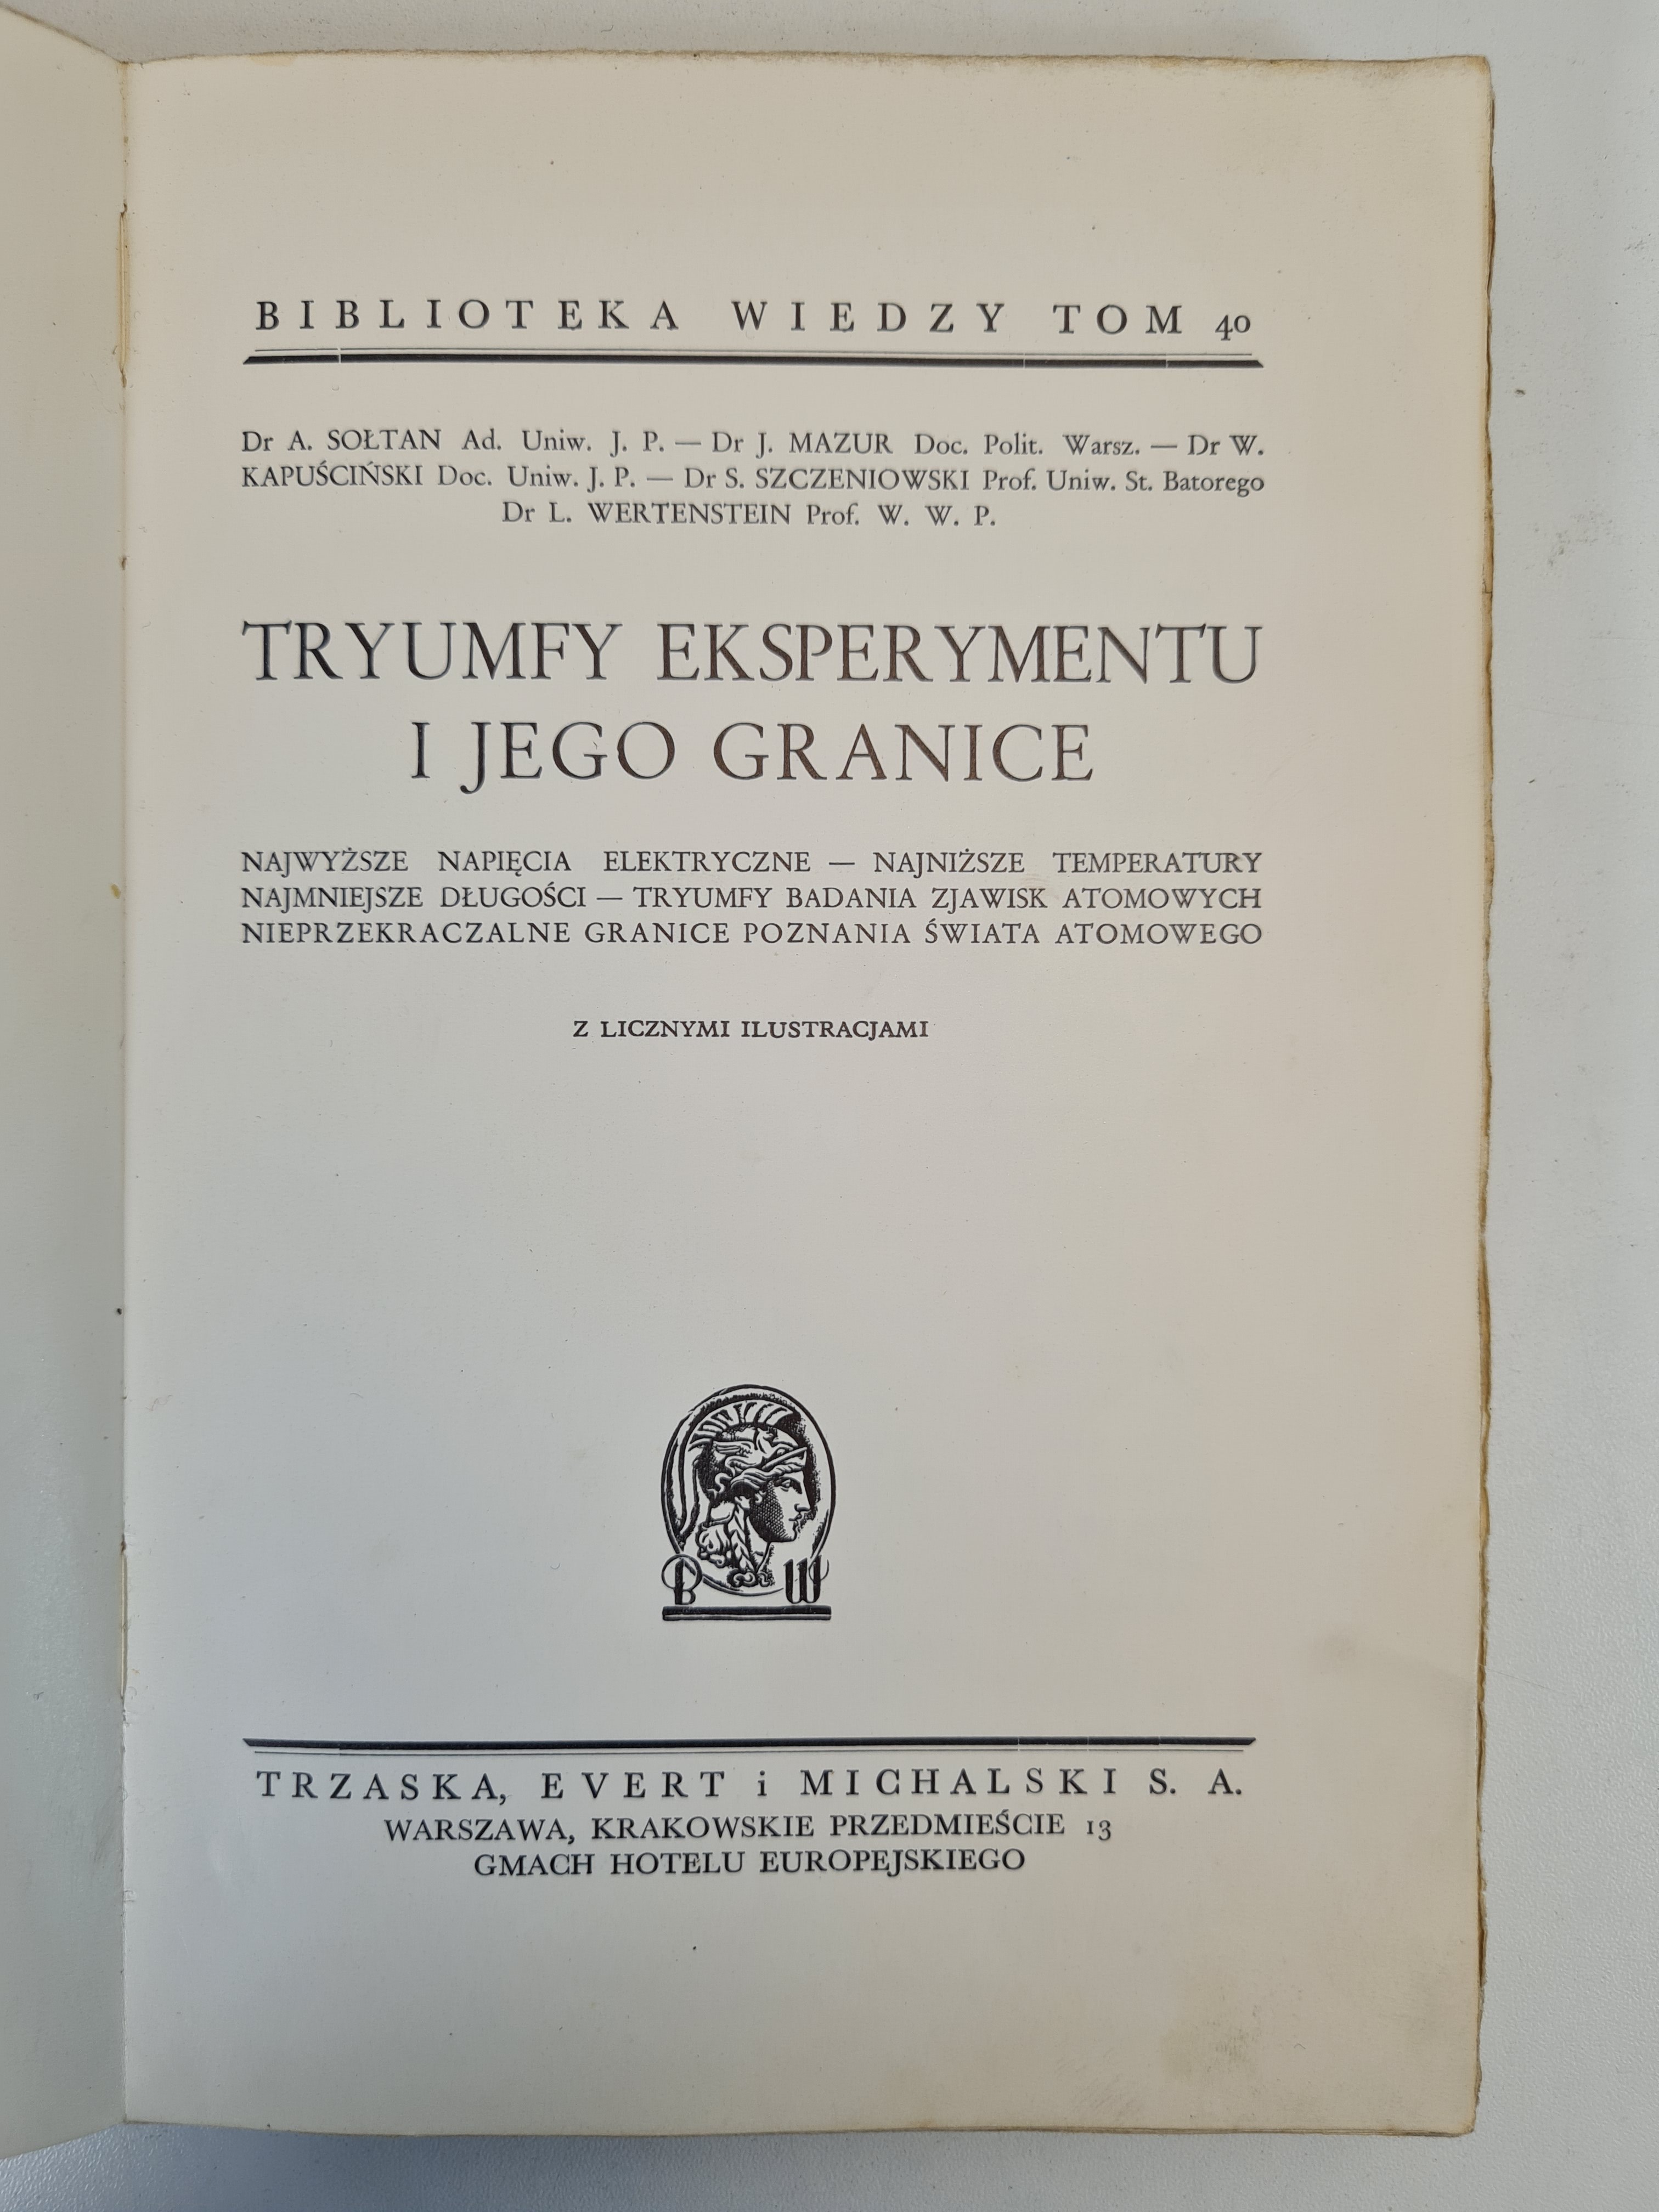 BIBLIOTEKA WIEDZY TOM 40
Dr A. SOŁTAN Ad. Uniw. J. P. — Dr J. MAZUR Doc. Polit. Warsz. — Dr W.
KAPUŚCIŃSKI Doc. Uniw. J. P. — Dr S. SZCZENIOWSKI Prof. Uniw. St. Batorego
Dr L. WERTENSTEIN Prof. W. W. P.
TRYUMFY EKSPERYMENTU
I JEGO GRANICE
NAJWYŻSZE NAPIĘCIA ELEKTRYCZNE — NAJNIŻSZE TEMPERATURY
NAJMNIEJSZE DŁUGOŚCI — TRYUMFY BADANIA ZJAWISK ATOMOWYCH
NIEPRZEKRACZALNE GRANICE POZNANIA ŚWIATA ATOMOWEGO
Z LICZNYMI ILUSTRACJAMI
B W
TRZASKA, EVERT i MICHALSKI S. A.
WARSZAWA, KRAKOWSKIE PRZEDMIEŚCIE 13
GMACH HOTELU EUROPEJSKIEGO